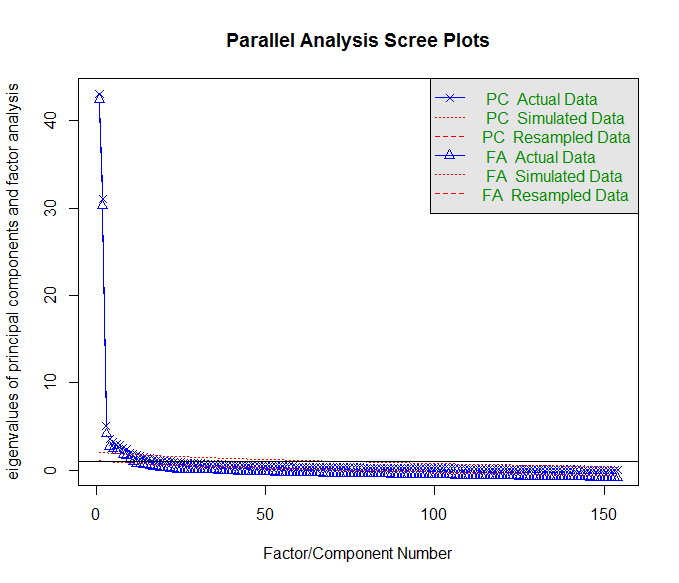 Parallel Analysis Scree Plots
eigenvalues of principal components and factor analysis
40
30
20
10
0
PC Actual Data
PC Simulated Data
PC Resampled Data
FA Actual Data
FA Simulated Data
FA Resampled Data
0 50 100 150
Factor/Component Number